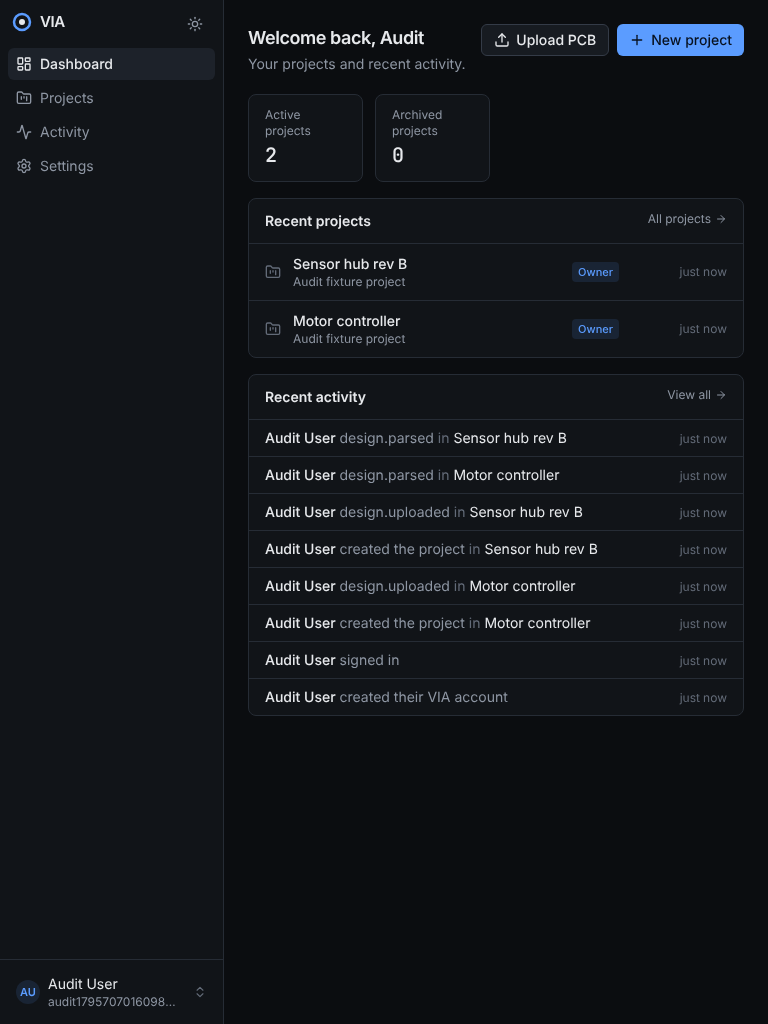 VIA
Dashboard
Projects
Activity
Settings
Welcome back, Audit
Your projects and recent activity.
Upload PCB
New project
Active projects
2
Archived projects
0
Recent projects
All projects →
Sensor hub rev B
Audit fixture project
Owner
just now
Motor controller
Audit fixture project
Owner
just now
Recent activity
View all →
Audit User design.parsed in Sensor hub rev B just now
Audit User design.parsed in Motor controller just now
Audit User design.uploaded in Sensor hub rev B just now
Audit User created the project in Sensor hub rev B just now
Audit User design.uploaded in Motor controller just now
Audit User created the project in Motor controller just now
Audit User signed in just now
Audit User created their VIA account just now
AU
Audit User
audit1795707016098...